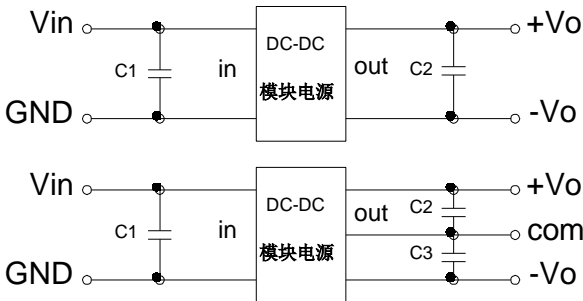 Vin
DC-DC
+Vo
C1
in
out
C2
模块电源
GND
-Vo
Vin
DC-DC
+Vo
C1
in
out
C2
com
模块电源
C3
GND
-Vo